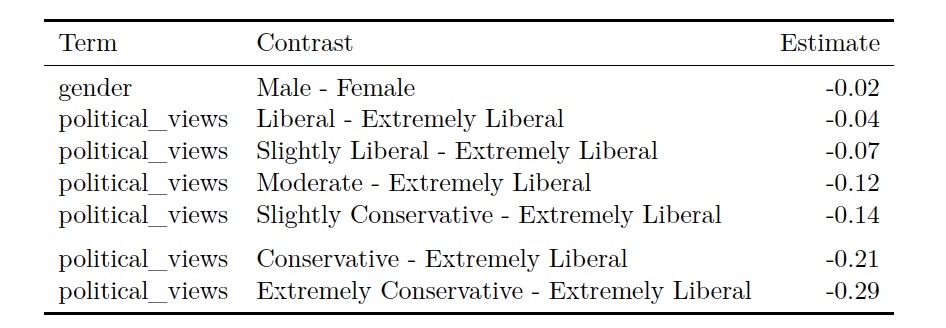 Term Contrast Estimate
gender Male - Female -0.02
political_views Liberal - Extremely Liberal -0.04
political_views Slightly Liberal - Extremely Liberal -0.07
political_views Moderate - Extremely Liberal -0.12
political_views Slightly Conservative - Extremely Liberal -0.14
political_views Conservative - Extremely Liberal -0.21
political_views Extremely Conservative - Extremely Liberal -0.29